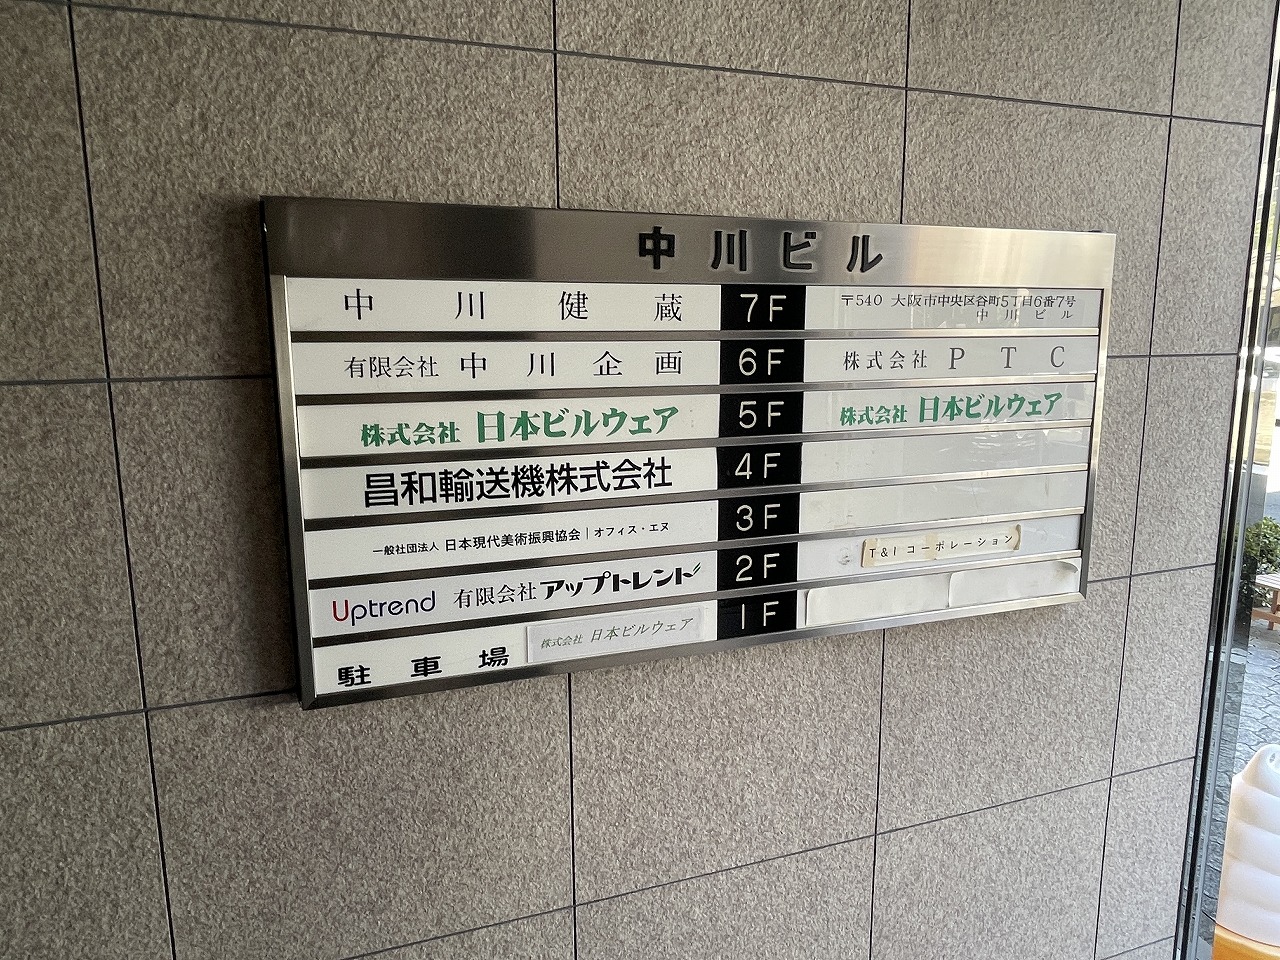 中川ビル
中川健蔵 7F 〒540 大阪市中央区谷町5丁目6番7号
中川ビル
有限会社 中川企画 6F 株式会社 PTC
株式会社 日本ビルウェア 5F 株式会社 日本ビルウェア
昌和輸送機株式会社 4F
一般社団法人 日本現代美術振興協会 | オフィス・エヌ 3F
Uptrend 有限会社 アップトレンド 2F T&I コーポレーション
駐車場 株式会社 日本ビルウェア 1F